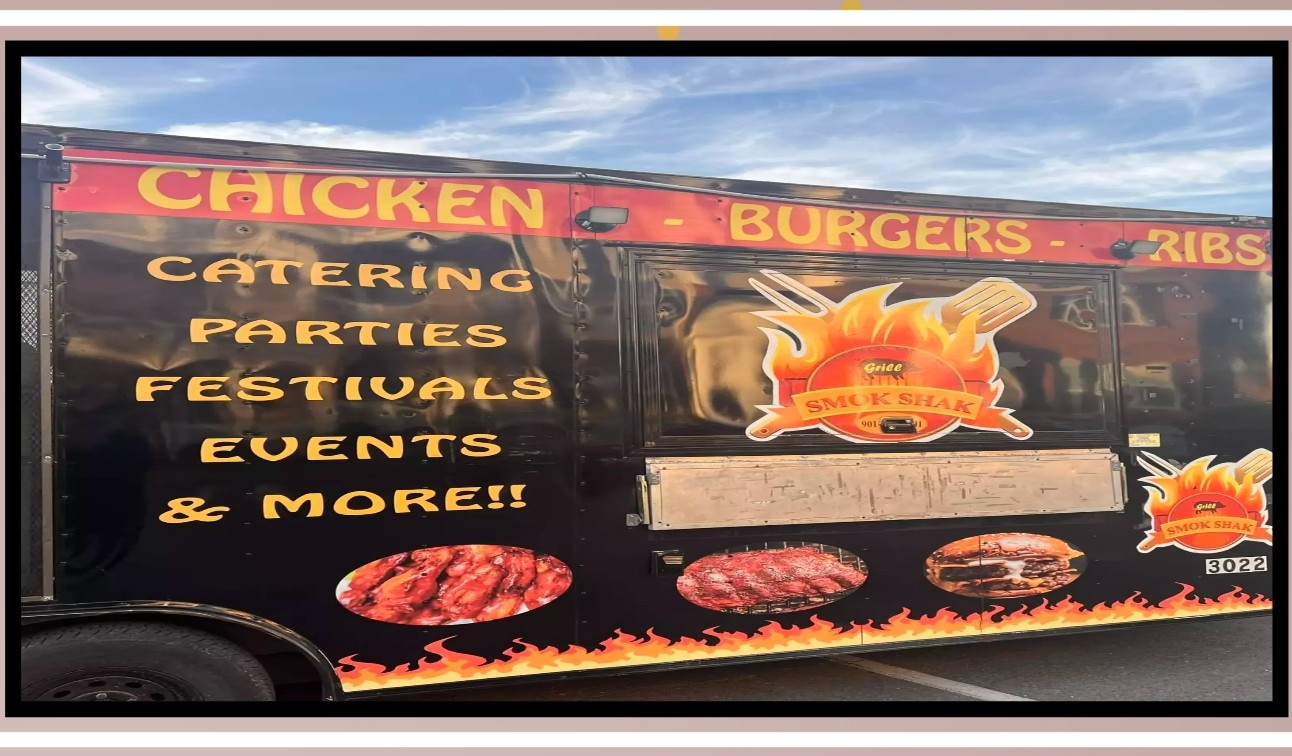 CHICKEN - BURGERS - RIBS
CATERING
PARTIES
FESTIVALS
EVENTS
& MORE!!
Grill
SMOK SHAK
Grill
SMOK SHAK
3022